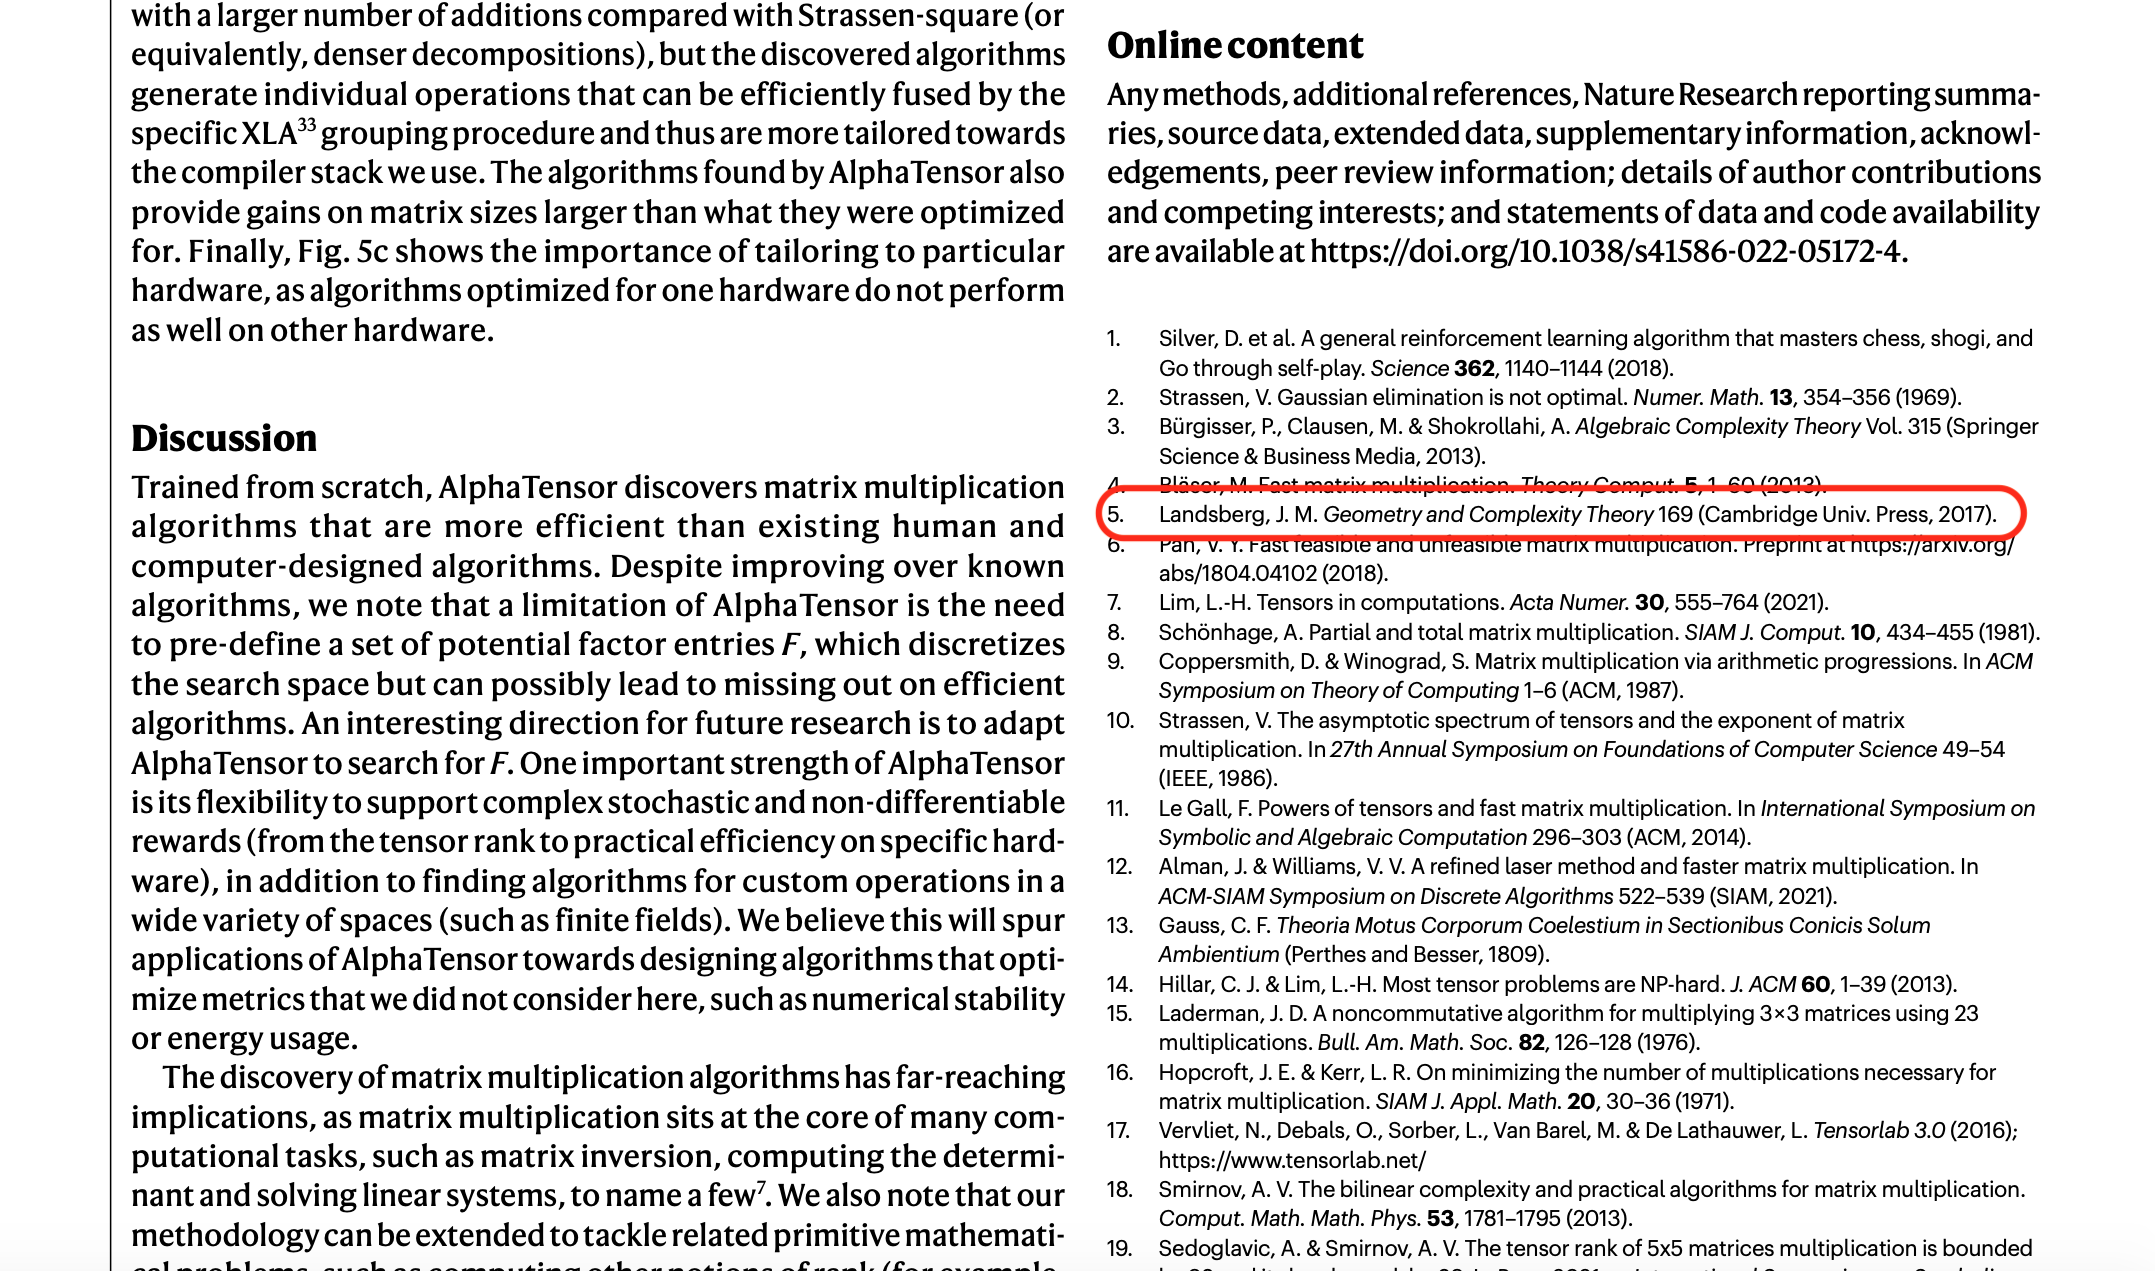 with a larger number of additions compared with Strassen-square (or
equivalently, denser decompositions), but the discovered algorithms
generate individual operations that can be efficiently fused by the
specific XLA33 grouping procedure and thus are more tailored towards
the compiler stack we use. The algorithms found by AlphaTensor also
provide gains on matrix sizes larger than what they were optimized
for. Finally, Fig. 5c shows the importance of tailoring to particular
hardware, as algorithms optimized for one hardware do not perform
as well on other hardware.
Discussion
Trained from scratch, AlphaTensor discovers matrix multiplication
algorithms that are more efficient than existing human and
computer-designed algorithms. Despite improving over known
algorithms, we note that a limitation of AlphaTensor is the need
to pre-define a set of potential factor entries F, which discretizes
the search space but can possibly lead to missing out on efficient
algorithms. An interesting direction for future research is to adapt
AlphaTensor to search for F. One important strength of AlphaTensor
is its flexibility to support complex stochastic and non-differentiable
rewards (from the tensor rank to practical efficiency on specific hard-
ware), in addition to finding algorithms for custom operations in a
wide variety of spaces (such as finite fields). We believe this will spur
applications of AlphaTensor towards designing algorithms that opti-
mize metrics that we did not consider here, such as numerical stability
or energy usage.
The discovery of matrix multiplication algorithms has far-reaching
implications, as matrix multiplication sits at the core of many com-
putational tasks, such as matrix inversion, computing the determi-
nant and solving linear systems, to name a few7. We also note that our
methodology can be extended to tackle related primitive mathemati-
cal problems, such as computing other notions of rank (for example,
Online content
Any methods, additional references, Nature Research reporting summa-
ries, source data, extended data, supplementary information, acknowl-
edgements, peer review information; details of author contributions
and competing interests; and statements of data and code availability
are available at https://doi.org/10.1038/s41586-022-05172-4.
1. Silver, D. et al. A general reinforcement learning algorithm that masters chess, shogi, and
Go through self-play. Science 362, 1140–1144 (2018).
2. Strassen, V. Gaussian elimination is not optimal. Numer. Math. 13, 354–356 (1969).
3. Bürgisser, P., Clausen, M. & Shokrollahi, A. Algebraic Complexity Theory Vol. 315 (Springer
Science & Business Media, 2013).
4. Bläser, M. Fast matrix multiplication. Theory Comput. 5, 1–60 (2013).
5. Landsberg, J. M. Geometry and Complexity Theory 169 (Cambridge Univ. Press, 2017).
6. Pan, V. Y. Fast feasible and unfeasible matrix multiplication. Preprint at https://arxiv.org/
abs/1804.04102 (2018).
7. Lim, L.-H. Tensors in computations. Acta Numer. 30, 555–764 (2021).
8. Schönhage, A. Partial and total matrix multiplication. SIAM J. Comput. 10, 434–455 (1981).
9. Coppersmith, D. & Winograd, S. Matrix multiplication via arithmetic progressions. In ACM
Symposium on Theory of Computing 1–6 (ACM, 1987).
10. Strassen, V. The asymptotic spectrum of tensors and the exponent of matrix
multiplication. In 27th Annual Symposium on Foundations of Computer Science 49–54
(IEEE, 1986).
11. Le Gall, F. Powers of tensors and fast matrix multiplication. In International Symposium on
Symbolic and Algebraic Computation 296–303 (ACM, 2014).
12. Alman, J. & Williams, V. V. A refined laser method and faster matrix multiplication. In
ACM-SIAM Symposium on Discrete Algorithms 522–539 (SIAM, 2021).
13. Gauss, C. F. Theoria Motus Corporum Coelestium in Sectionibus Conicis Solum
Ambientium (Perthes and Besser, 1809).
14. Hillar, C. J. & Lim, L.-H. Most tensor problems are NP-hard. J. ACM 60, 1–39 (2013).
15. Laderman, J. D. A noncommutative algorithm for multiplying 3×3 matrices using 23
multiplications. Bull. Am. Math. Soc. 82, 126–128 (1976).
16. Hopcroft, J. E. & Kerr, L. R. On minimizing the number of multiplications necessary for
matrix multiplication. SIAM J. Appl. Math. 20, 30–36 (1971).
17. Vervliet, N., Debals, O., Sorber, L., Van Barel, M. & De Lathauwer, L. Tensorlab 3.0 (2016);
https://www.tensorlab.net/
18. Smirnov, A. V. The bilinear complexity and practical algorithms for matrix multiplication.
Comput. Math. Math. Phys. 53, 1781–1795 (2013).
19. Sedoglavic, A. & Smirnov, A. V. The tensor rank of 5x5 matrices multiplication is bounded